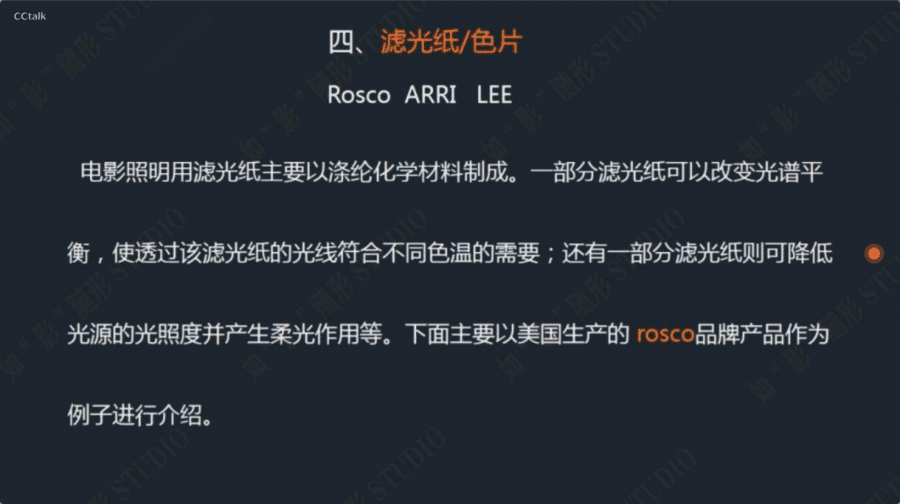 CCtalk
四、滤光纸/色片
Rosco ARRI LEE
电影照明用滤光纸主要以涤纶化学材料制成。一部分滤光纸可以改变光谱平
衡，使透过该滤光纸的光线符合不同色温的需要；还有一部分滤光纸则可降低
光源的光照度并产生柔光作用等。下面主要以美国生产的 rosco品牌产品作为
例子进行介绍。
如“影”随形 STUDIO